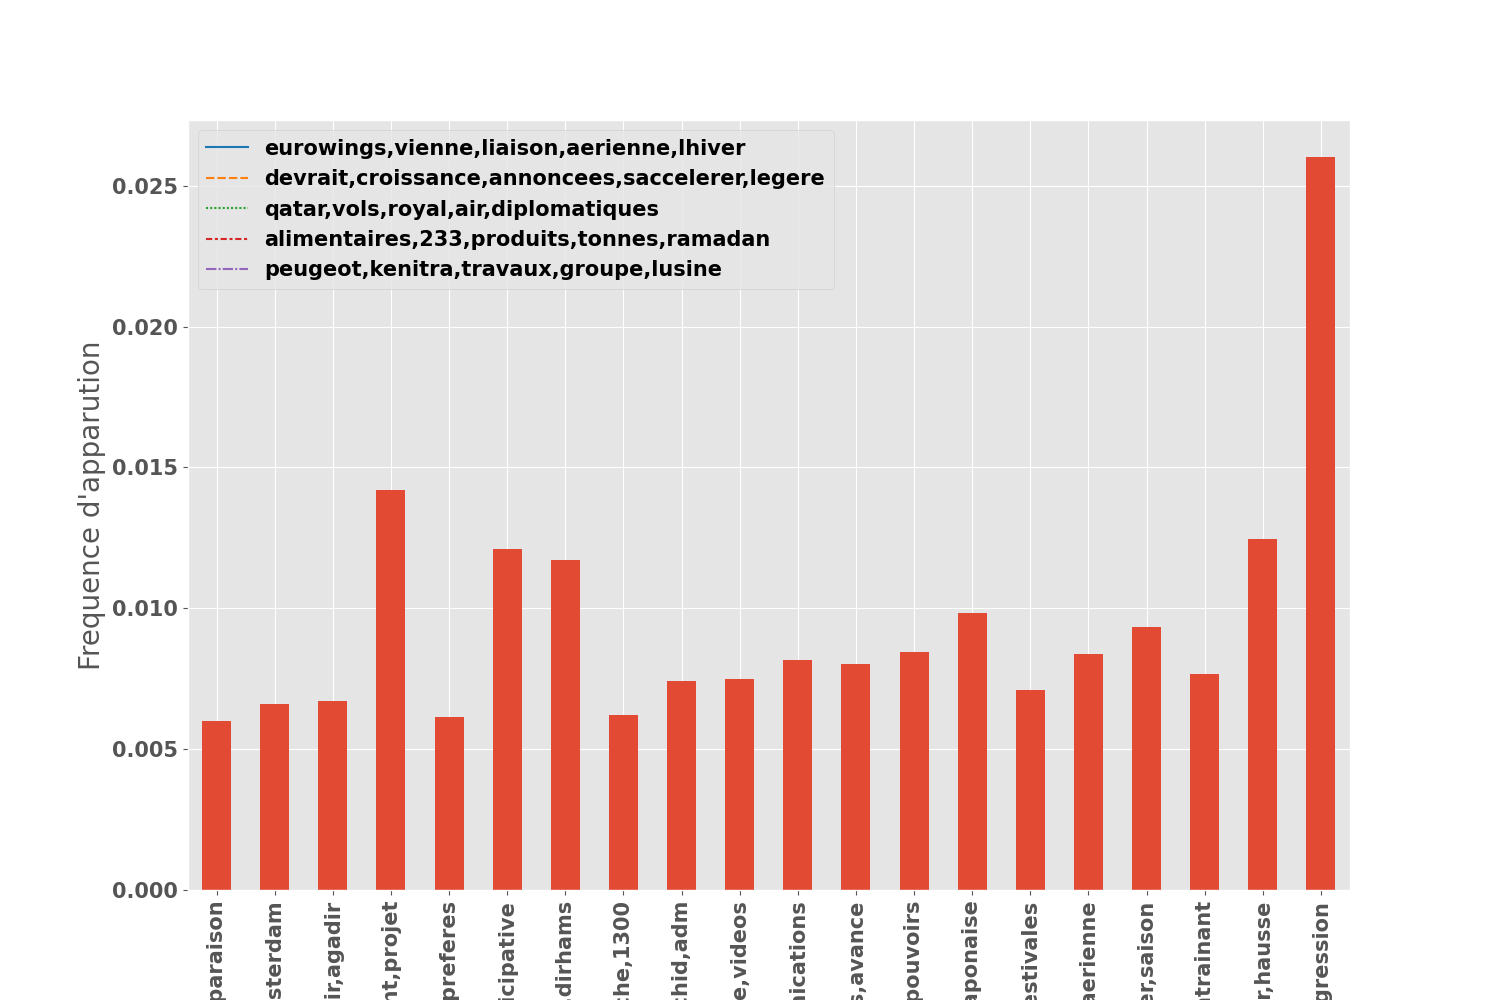 eurowings,vienne,liaison,aerienne,lhiver
devrait,croissance,annoncees,saccelerer,legere
qatar,vols,royal,air,diplomatiques
alimentaires,233,produits,tonnes,ramadan
peugeot,kenitra,travaux,groupe,lusine
0.025
0.020
0.015
0.010
0.005
0.000
Frequence d'apparution
paraison
sterdam
ir,agadir
nt,projet
preferes
icipative
,dirhams
che,1300
chid,adm
e,videos
nications
s,avance
pouvoirs
aponaise
estivales
aerienne
er,saison
ntrainant
r,hausse
gression